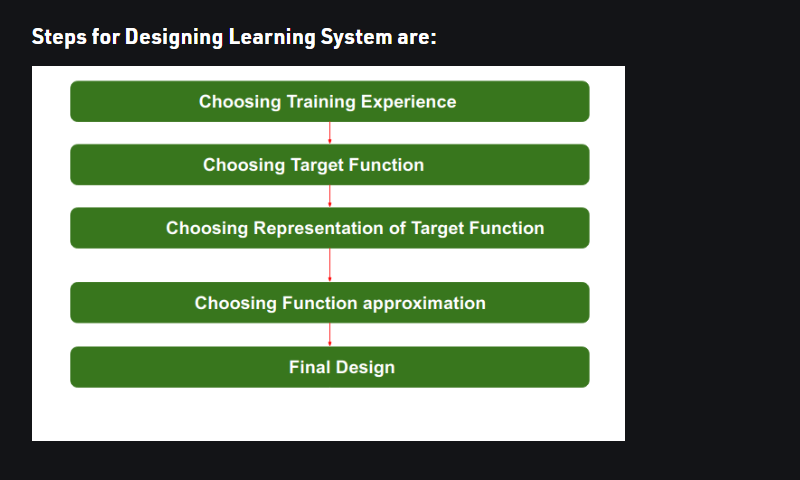 Steps for Designing Learning System are:
Choosing Training Experience
Choosing Target Function
Choosing Representation of Target Function
Choosing Function approximation
Final Design